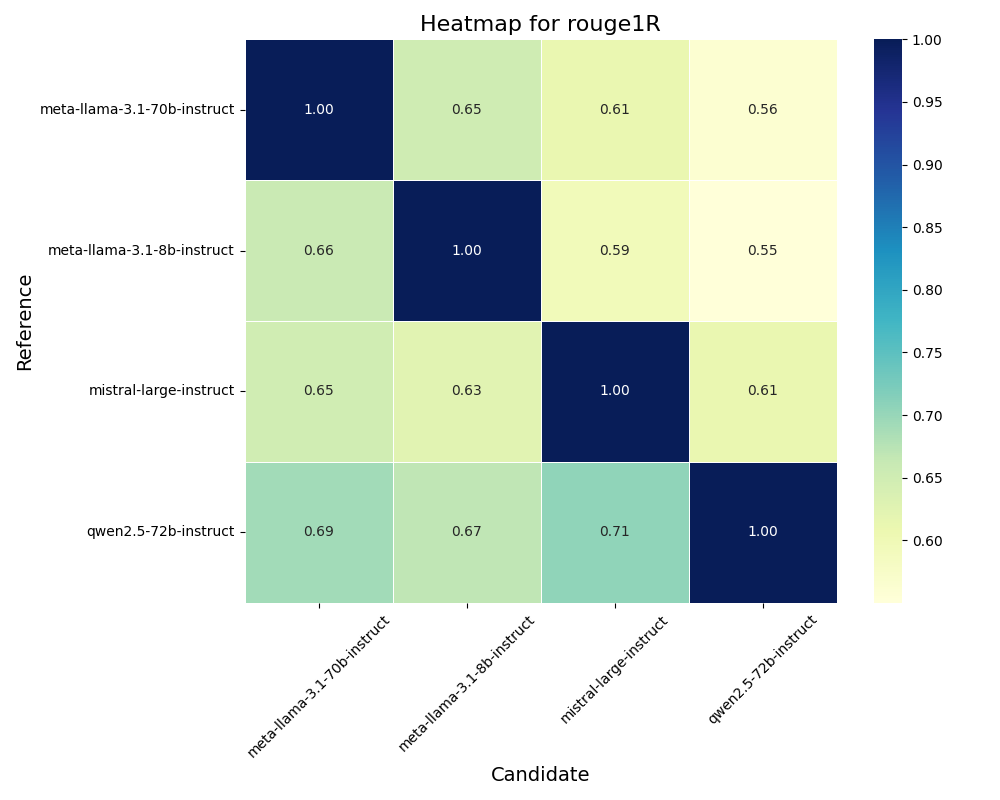 Heatmap for rouge1R
meta-llama-3.1-70b-instruct 1.00 0.65 0.61 0.56
meta-llama-3.1-8b-instruct 0.66 1.00 0.59 0.55
mistral-large-instruct 0.65 0.63 1.00 0.61
qwen2.5-72b-instruct 0.69 0.67 0.71 1.00
Reference
meta-llama-3.1-70b-instruct
meta-llama-3.1-8b-instruct
mistral-large-instruct
qwen2.5-72b-instruct
Candidate
1.00
0.95
0.90
0.85
0.80
0.75
0.70
0.65
0.60